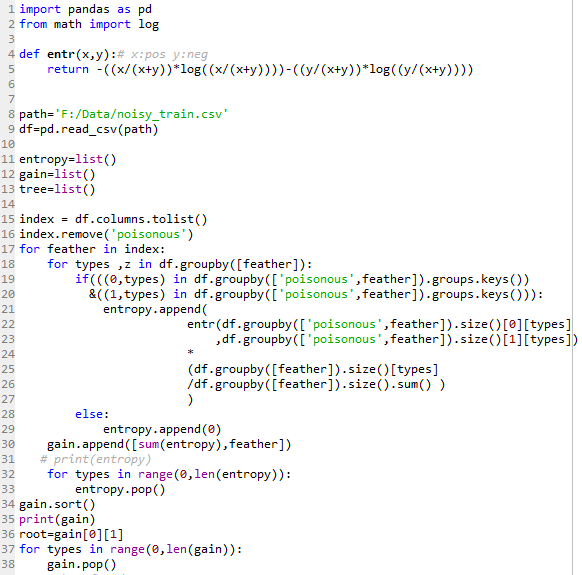 1 import pandas as pd
2 from math import log
3
4 def entr(x,y):# x:pos y:neg
5     return -((x/(x+y))*log((x/(x+y))))-((y/(x+y))*log((y/(x+y))))
6
7
8 path='F:/Data/noisy_train.csv'
9 df=pd.read_csv(path)
10
11 entropy=list()
12 gain=list()
13 tree=list()
14
15 index = df.columns.tolist()
16 index.remove('poisonous')
17 for feather in index:
18     for types ,z in df.groupby([feather]):
19         if(((0,types) in df.groupby(['poisonous',feather]).groups.keys())
20           &((1,types) in df.groupby(['poisonous',feather]).groups.keys())):
21             entropy.append(
22                         entr(df.groupby(['poisonous',feather]).size()[0][types]
23                             ,df.groupby(['poisonous',feather]).size()[1][types])
24                         *
25                         (df.groupby([feather]).size()[types]
26                         /df.groupby([feather]).size().sum() )
27                         )
28         else:
29             entropy.append(0)
30     gain.append([sum(entropy),feather])
31    # print(entropy)
32     for types in range(0,len(entropy)):
33         entropy.pop()
34 gain.sort()
35 print(gain)
36 root=gain[0][1]
37 for types in range(0,len(gain)):
38     gain.pop()